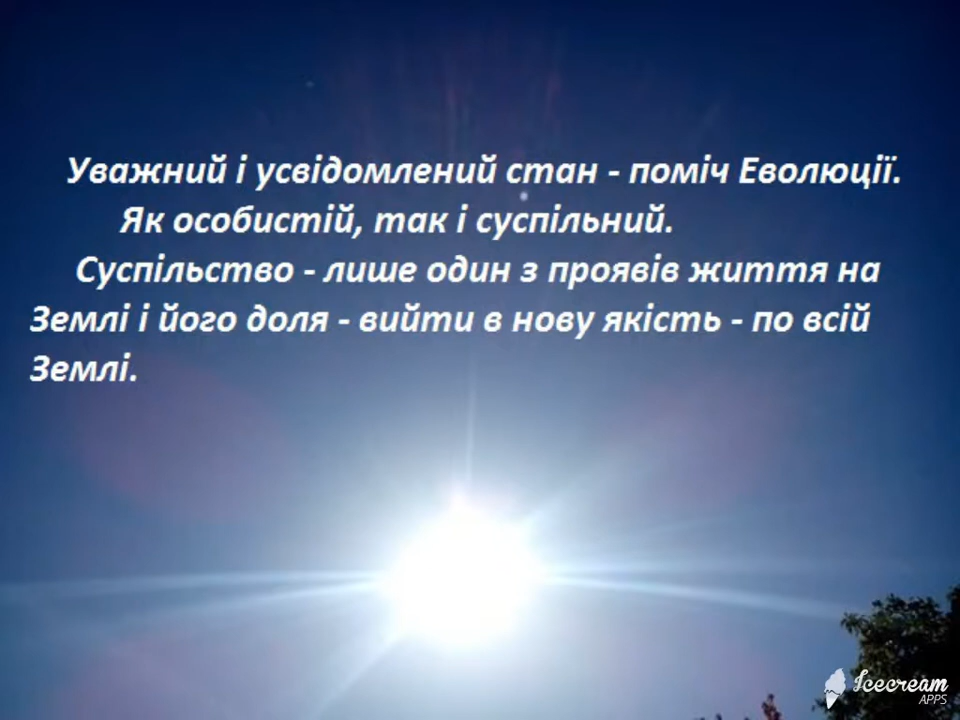 Уважний і усвідомлений стан - поміч Еволюції.
Як особистій, так і суспільний.
Суспільство - лише один з проявів життя на
Землі і його доля - вийти в нову якість - по всій
Землі.
Icecream
APPS